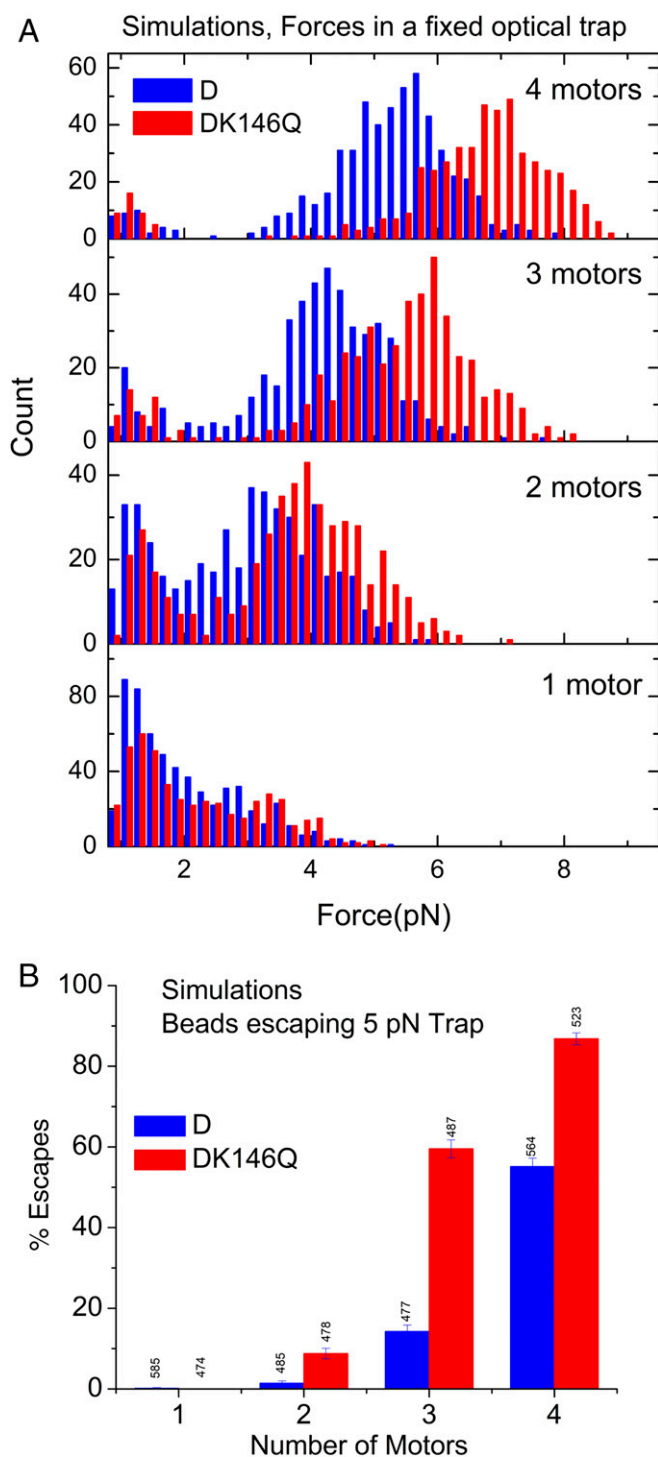 A
Simulations, Forces in a fixed optical trap
60
40
20
0
D
DK146Q
4 motors
40
20
0
3 motors
40
20
0
2 motors
80
40
0
1 motor
Count
2 4 6 8
Force(pN)
B
100
80
60
40
20
0
Simulations
Beads escaping 5 pN Trap
D
DK146Q
585 474 485 478 477 487 564 523
% Escapes
1 2 3 4
Number of Motors